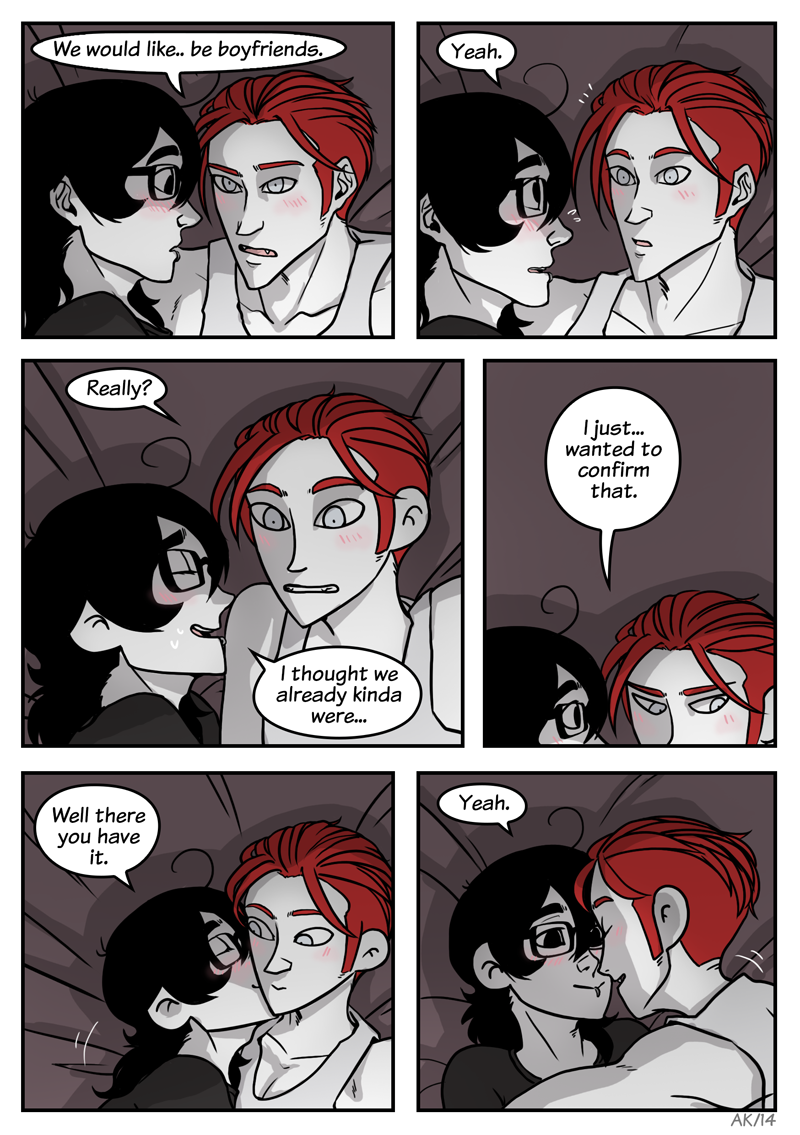 We would like.. be boyfriends.
Yeah.
Really?
I thought we
already kinda
were...
I just...
wanted to
confirm
that.
Well there
you have
it.
Yeah.
AK/14